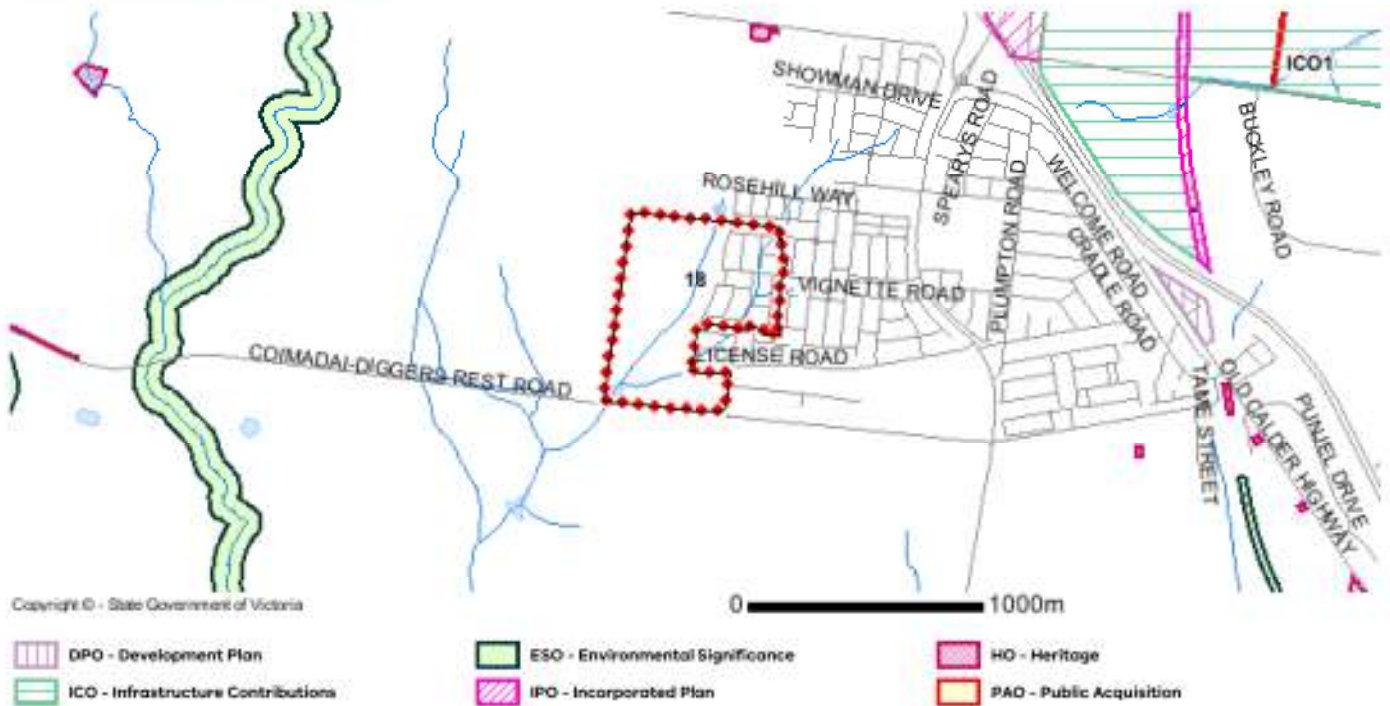 ICO1
SHOWMAN DRIVE
SPEARYS ROAD
BUCKLEY ROAD
ROSEHILL WAY
WELCOME ROAD
PLUMPTON ROAD
CRADLE ROAD
18
VIGNETTE ROAD
LICENSE ROAD
COIMADAI-DIGGERS REST ROAD
TAME STREET
OLD CALDER HIGHWAY
PUNJEL DRIVE
Copyright © - State Government of Victoria
0 1000m
DPO - Development Plan
ESO - Environmental Significance
HO - Heritage
ICO - Infrastructure Contributions
IPO - Incorporated Plan
PAO - Public Acquisition